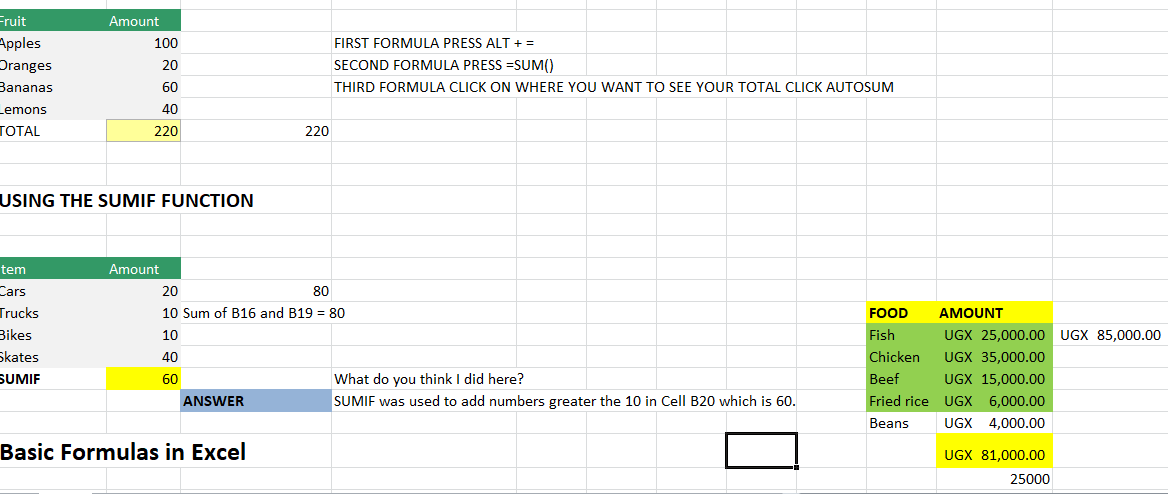 Fruit Amount
Apples 100 FIRST FORMULA PRESS ALT + =
Oranges 20 SECOND FORMULA PRESS =SUM()
Bananas 60 THIRD FORMULA CLICK ON WHERE YOU WANT TO SEE YOUR TOTAL CLICK AUTOSUM
Lemons 40
TOTAL 220 220
USING THE SUMIF FUNCTION
tem Amount
Cars 20 80
Trucks 10 Sum of B16 and B19 = 80 FOOD AMOUNT
Bikes 10 Fish UGX 25,000.00 UGX 85,000.00
Skates 40 Chicken UGX 35,000.00
SUMIF 60 What do you think I did here? Beef UGX 15,000.00
ANSWER SUMIF was used to add numbers greater the 10 in Cell B20 which is 60. Fried rice UGX 6,000.00
Beans UGX 4,000.00
Basic Formulas in Excel UGX 81,000.00
25000